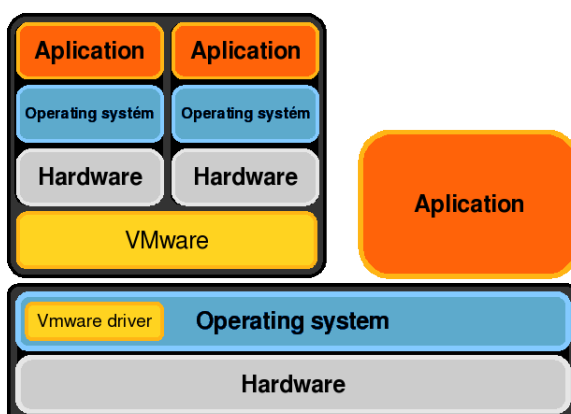 Aplication Aplication
Operating systém Operating systém
Hardware Hardware
VMware
Aplication
Vmware driver Operating system
Hardware